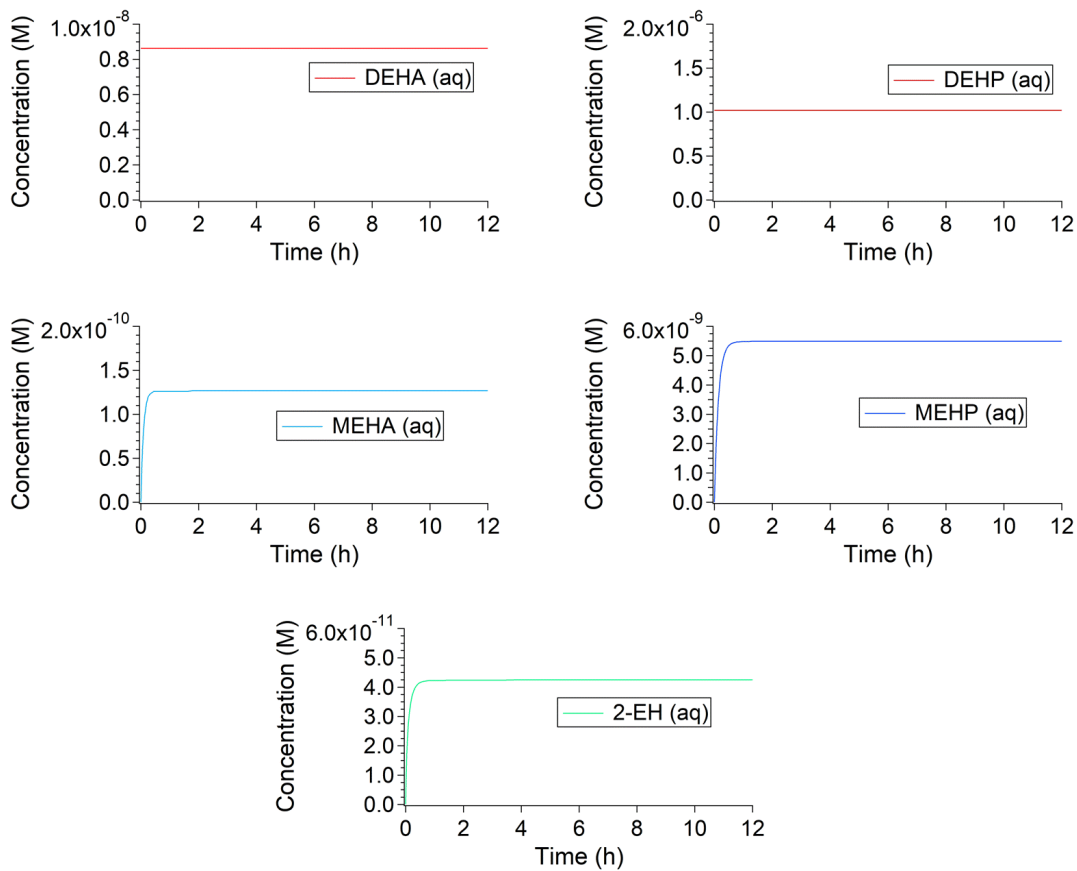 Concentration (M)
1.0x10⁻⁸
0.8
0.6
0.4
0.2
0.0
DEHA (aq)
0 2 4 6 8 10 12
Time (h)
Concentration (M)
2.0x10⁻⁶
1.5
1.0
0.5
0.0
DEHP (aq)
0 2 4 6 8 10 12
Time (h)
Concentration (M)
2.0x10⁻¹⁰
1.5
1.0
0.5
0.0
MEHA (aq)
0 2 4 6 8 10 12
Time (h)
Concentration (M)
6.0x10⁻⁹
5.0
4.0
3.0
2.0
1.0
0.0
MEHP (aq)
0 2 4 6 8 10 12
Time (h)
Concentration (M)
6.0x10⁻¹¹
5.0
4.0
3.0
2.0
1.0
0.0
2-EH (aq)
0 2 4 6 8 10 12
Time (h)